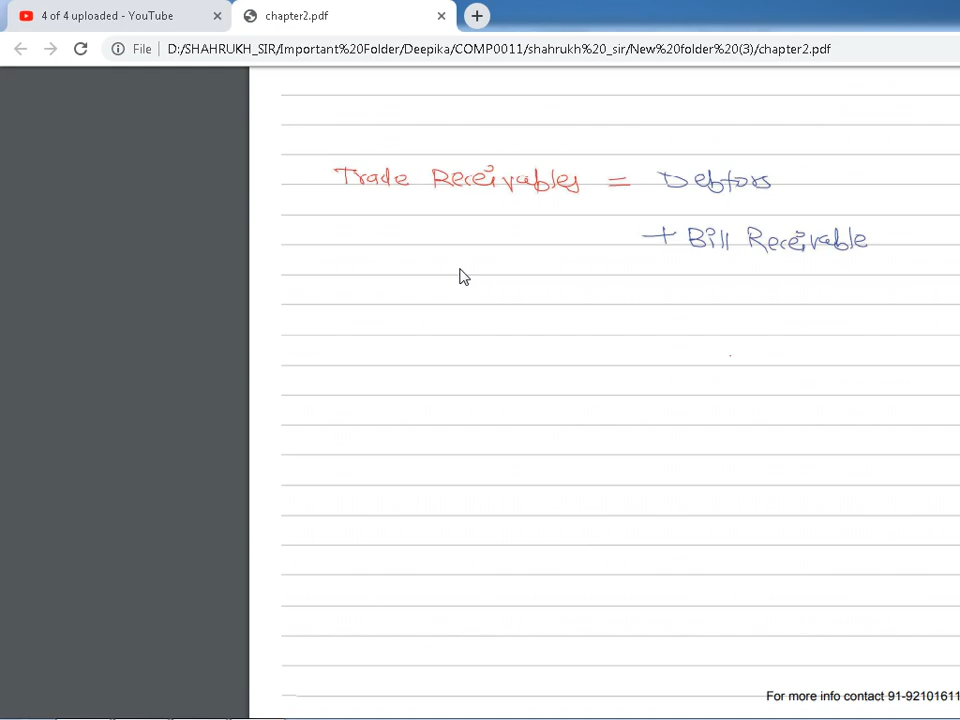 4 of 4 uploaded - YouTube
chapter2.pdf
File
D:/SHAHRUKH_SIR/Important%20Folder/Deepika/COMP0011/shahrukh%20_sir/New%20folder%20(3)/chapter2.pdf
Trade Receivables = Debtors
+ Bill Receivable
For more info contact 91-92101611